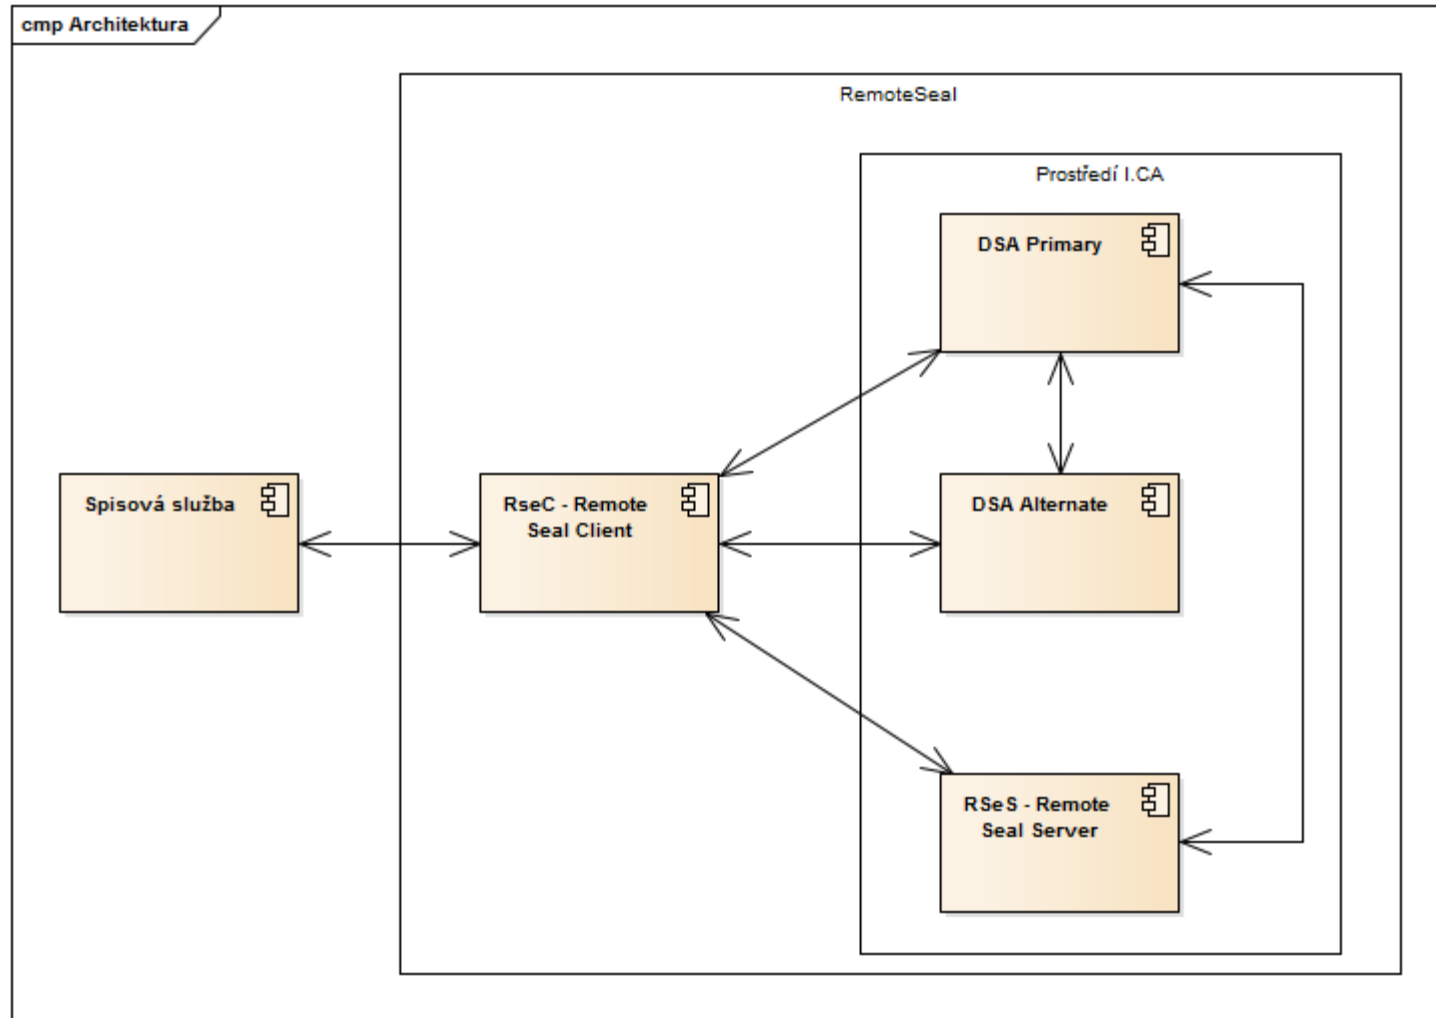 cmp Architektura
RemoteSeal
Prostředí I.CA
DSA Primary
Spisová služba
RseC - Remote
Seal Client
DSA Alternate
RSeS - Remote
Seal Server